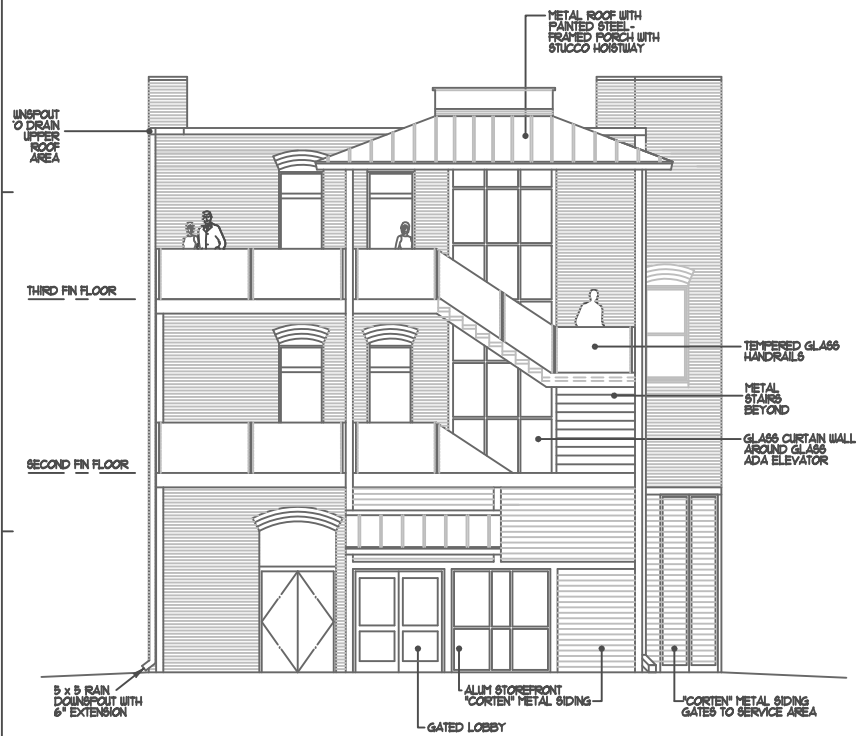 METAL ROOF WITH
PAINTED STEEL-
FRAMED PORCH WITH
STUCCO HOISTWAY
WNSPOUT
O DRAIN
UPPER
ROOF
AREA
THIRD FIN FLOOR
TEMPERED GLASS
HANDRAILS
METAL
STAIRS
BEYOND
GLASS CURTAIN WALL
AROUND GLASS
ADA ELEVATOR
SECOND FIN FLOOR
5 x 5 RAIN
DOWNSPOUT WITH
6" EXTENSION
ALUM STOREFRONT
"CORTEN" METAL SIDING
GATED LOBBY
"CORTEN" METAL SIDING
GATES TO SERVICE AREA